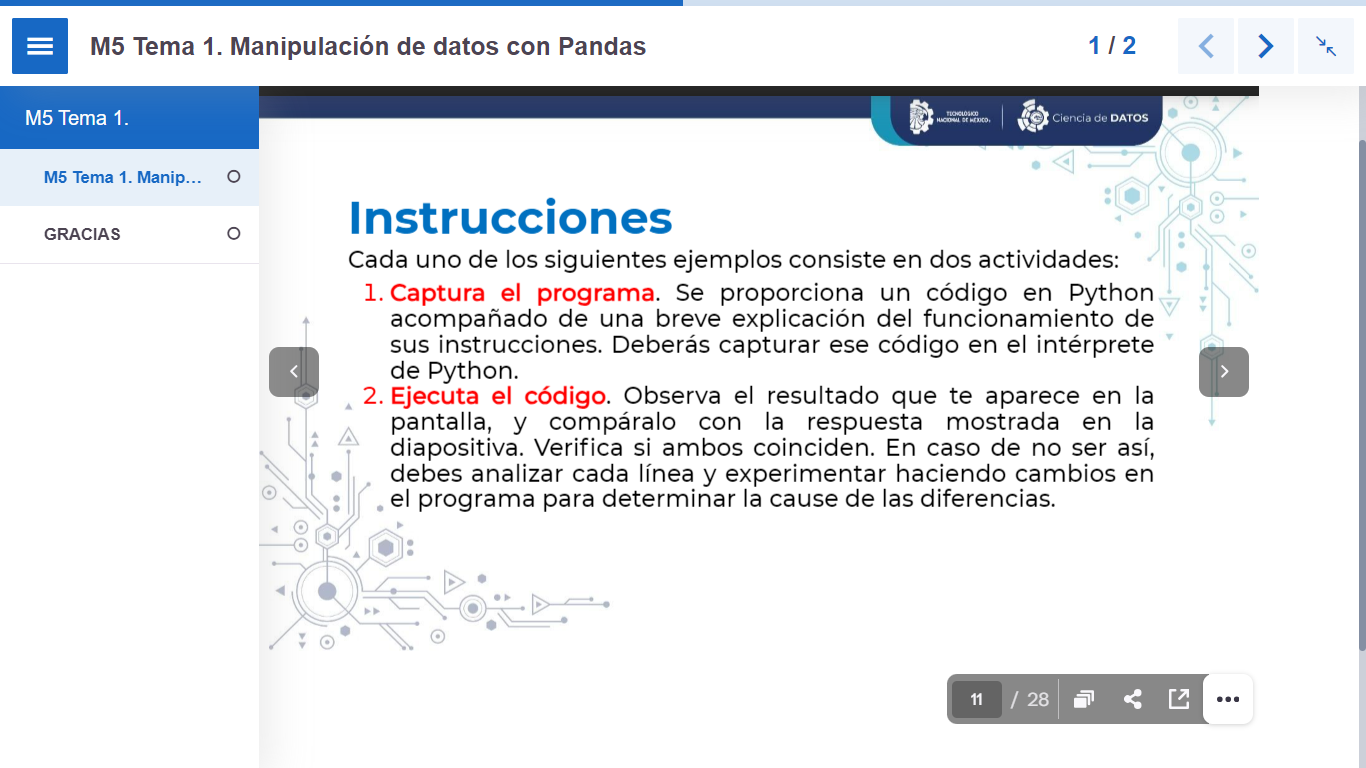 M5 Tema 1. Manipulación de datos con Pandas
1 / 2
M5 Tema 1.
M5 Tema 1. Manip...
GRACIAS
TECNOLÓGICO
NACIONAL DE MÉXICO®
Ciencia de DATOS
Instrucciones
Cada uno de los siguientes ejemplos consiste en dos actividades:
1. Captura el programa. Se proporciona un código en Python
acompañado de una breve explicación del funcionamiento de
sus instrucciones. Deberás capturar ese código en el intérprete
de Python.
2. Ejecuta el código. Observa el resultado que te aparece en la
pantalla, y compáralo con la respuesta mostrada en la
diapositiva. Verifica si ambos coinciden. En caso de no ser así,
debes analizar cada línea y experimentar haciendo cambios en
el programa para determinar la cause de las diferencias.
11 / 28